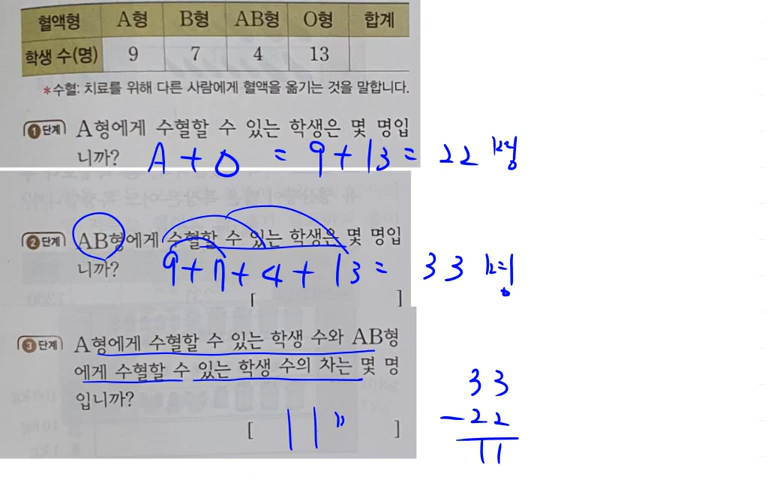 혈액형 A형 B형 AB형 O형 합계
학생 수(명) 9 7 4 13
*수혈: 치료를 위해 다른 사람에게 혈액을 옮기는 것을 말합니다.
1단계 A형에게 수혈할 수 있는 학생은 몇 명입
니까? A+O = 9+13= 22명
2단계 AB형에게 수혈할 수 있는 학생은 몇 명입
니까? 9+7+4+13= 33명
[ ]
3단계 A형에게 수혈할 수 있는 학생 수와 AB형
에게 수혈할 수 있는 학생 수의 차는 몇 명
입니까?
[ 11 ]
33
-22
11